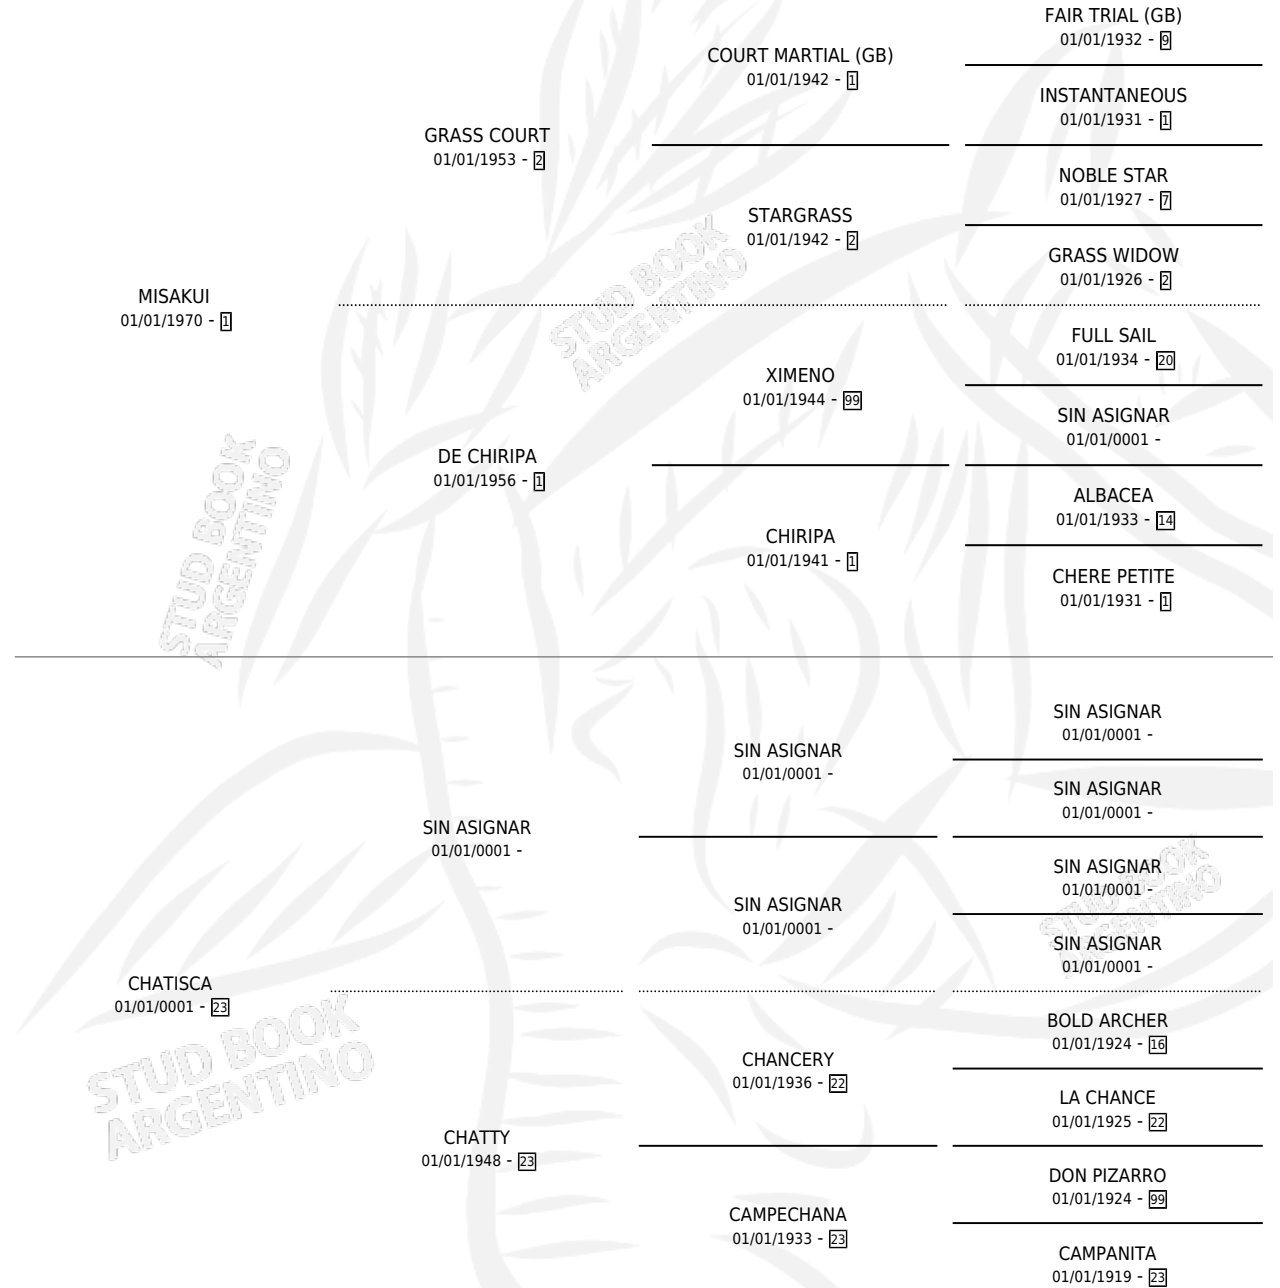 FAIR TRIAL (GB)
01/01/1932 - 9
COURT MARTIAL (GB)
01/01/1942 - 1
INSTANTANEOUS
01/01/1931 - 1
GRASS COURT
01/01/1953 - 2
NOBLE STAR
01/01/1927 - 7
STARGRASS
01/01/1942 - 2
GRASS WIDOW
01/01/1926 - 2
MISAKUI
01/01/1970 - 1
FULL SAIL
01/01/1934 - 20
XIMENO
01/01/1944 - 99
SIN ASIGNAR
01/01/0001 -
DE CHIRIPA
01/01/1956 - 1
ALBACEA
01/01/1933 - 14
CHIRIPA
01/01/1941 - 1
CHERE PETITE
01/01/1931 - 1
STUD BOOK
ARGENTINO
STUD BOOK
ARGENTINO
SIN ASIGNAR
01/01/0001 -
SIN ASIGNAR
01/01/0001 -
SIN ASIGNAR
01/01/0001 -
SIN ASIGNAR
01/01/0001 -
SIN ASIGNAR
01/01/0001 -
SIN ASIGNAR
01/01/0001 -
SIN ASIGNAR
01/01/0001 -
STUD BOOK
ARGENTINO
CHATISCA
01/01/0001 - 23
BOLD ARCHER
01/01/1924 - 16
CHANCERY
01/01/1936 - 22
LA CHANCE
01/01/1925 - 22
STUD BOOK
ARGENTINO
CHATTY
01/01/1948 - 23
DON PIZARRO
01/01/1924 - 99
CAMPECHANA
01/01/1933 - 23
CAMPANITA
01/01/1919 - 23